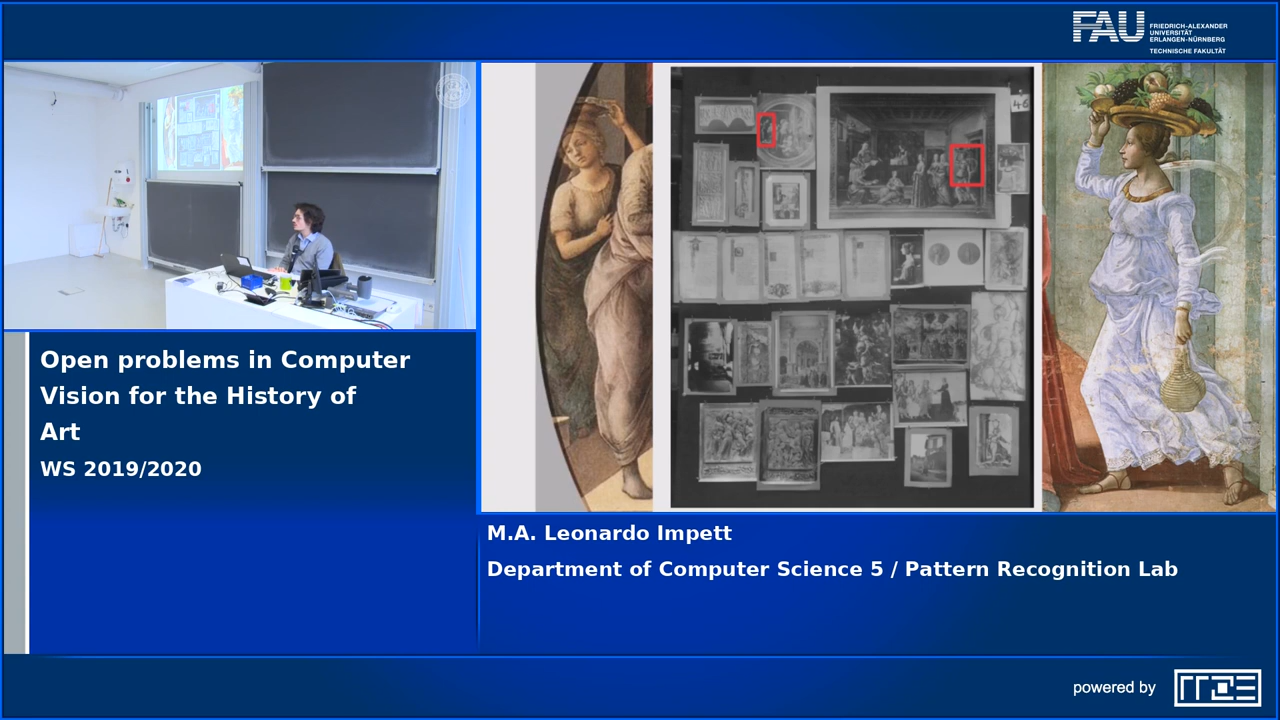 FAU
FRIEDRICH-ALEXANDER
UNIVERSITÄT
ERLANGEN-NÜRNBERG
TECHNISCHE FAKULTÄT
46
Open problems in Computer
Vision for the History of
Art
WS 2019/2020
M.A. Leonardo Impett
Department of Computer Science 5 / Pattern Recognition Lab
powered by
rrze